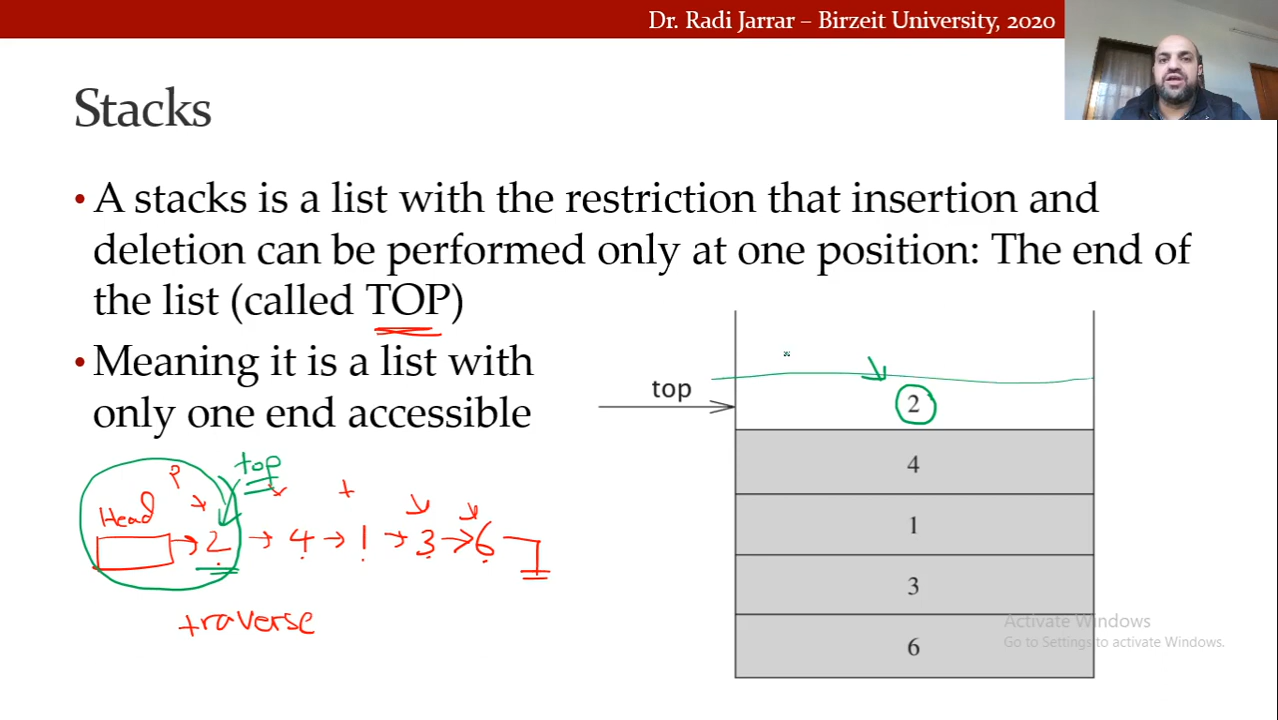 Dr. Radi Jarrar – Birzeit University, 2020
Stacks
• A stacks is a list with the restriction that insertion and
deletion can be performed only at one position: The end of
the list (called TOP)
• Meaning it is a list with
only one end accessible
top
2
4
1
3
6
top
Head
2 → 4 → 1 → 3 → 6
traverse
Activate Windows
Go to Settings to activate Windows.